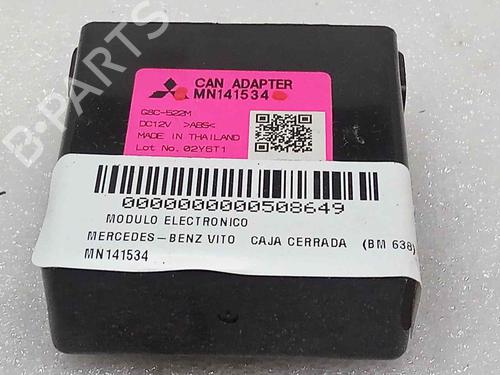 B-PARTS
CAN ADAPTER
MN141534
G8C-522M
DC12V >ABS<
MADE IN THAILAND
Lot No. 02Y6T1
0000000000508649
MODULO ELECTRONICO
MERCEDES-BENZ VITO CAJA CERRADA (BM 638)
MN141534